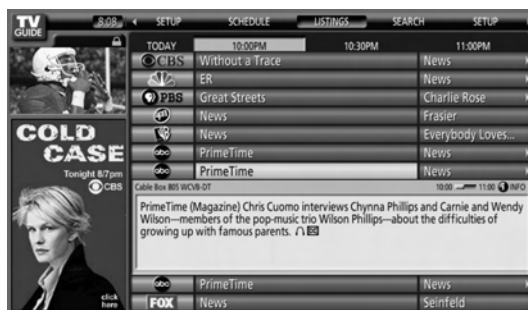 TV GUIDE 8:08 SETUP SCHEDULE LISTINGS SEARCH SETUP
TODAY 10:00PM 10:30PM 11:00PM
CBS Without a Trace News
ER News
PBS Great Streets Charlie Rose
News Frasier
News Everybody Loves...
abc PrimeTime News
abc PrimeTime News
COLD
CASE
Tonight 8/7pm
CBS
click
here
Cable Box 805 WCVB-DT 10:00 11:00 INFO
PrimeTime (Magazine) Chris Cuomo interviews Chynna Phillips and Carnie and Wendy
Wilson—members of the pop-music trio Wilson Phillips—about the difficulties of
growing up with famous parents.
abc PrimeTime News
FOX News Seinfeld